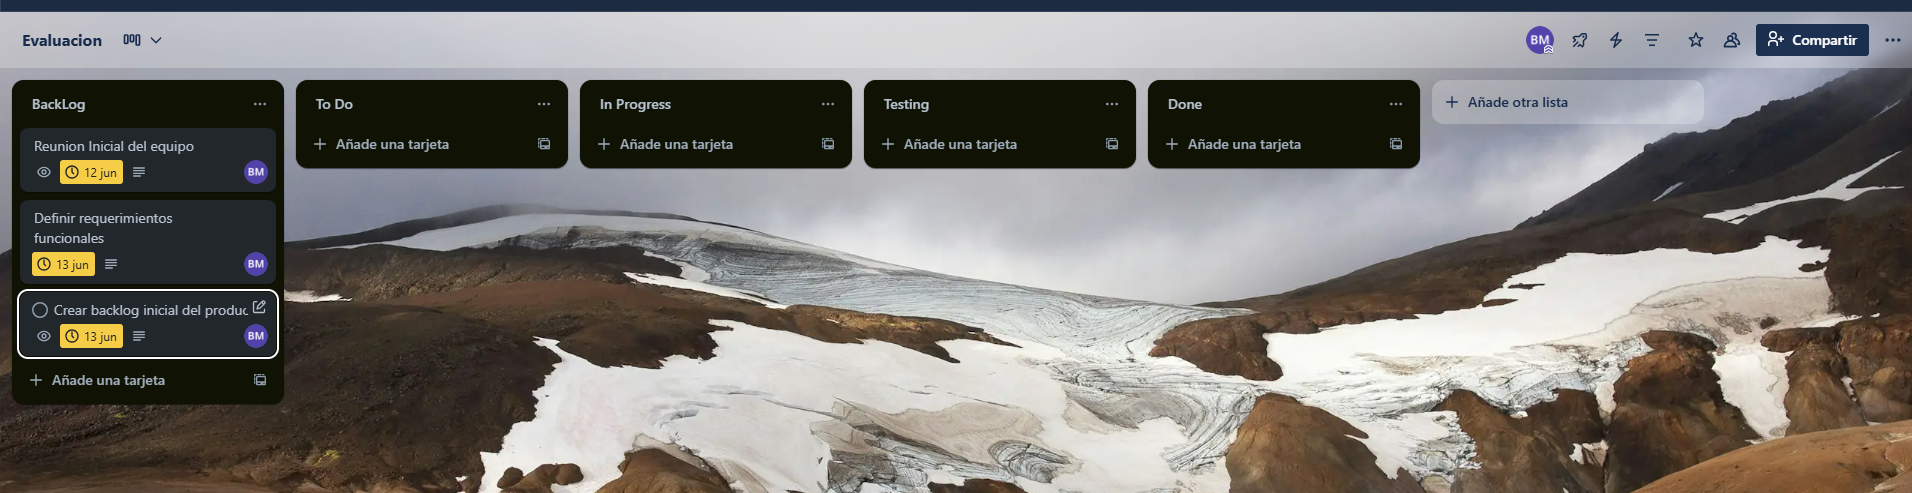 Evaluacion
BM
Compartir
BackLog
Reunion Inicial del equipo
12 jun
BM
Definir requerimientos
funcionales
13 jun
BM
Crear backlog inicial del produc
13 jun
BM
Añade una tarjeta
To Do
Añade una tarjeta
In Progress
Añade una tarjeta
Testing
Añade una tarjeta
Done
Añade una tarjeta
Añade otra lista